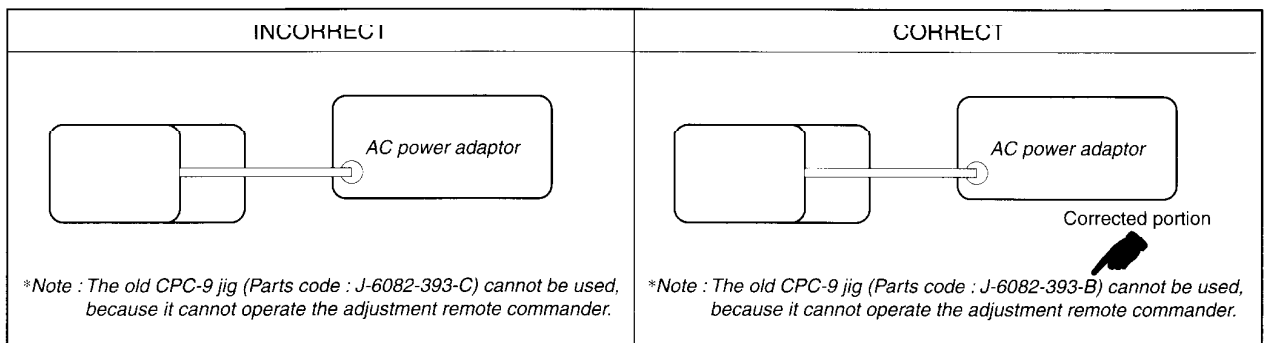 INCORRECT
AC power adaptor
*Note : The old CPC-9 jig (Parts code : J-6082-393-C) cannot be used,
because it cannot operate the adjustment remote commander.
CORRECT
AC power adaptor
Corrected portion
*Note : The old CPC-9 jig (Parts code : J-6082-393-B) cannot be used,
because it cannot operate the adjustment remote commander.